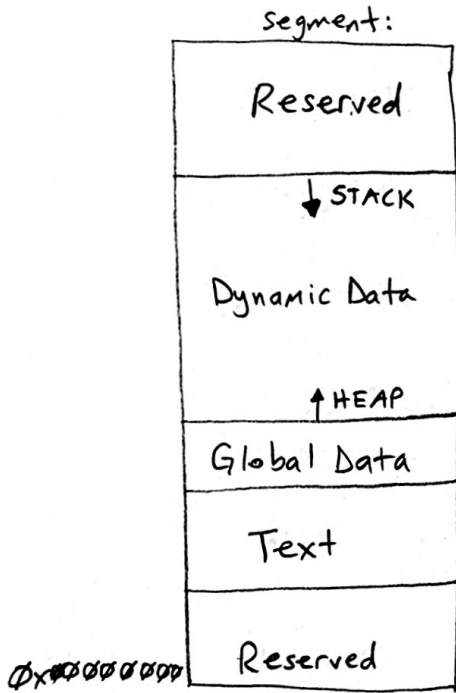 segment:
Reserved
↓ STACK
Dynamic Data
↑ HEAP
Global Data
Text
Reserved
0x00000000